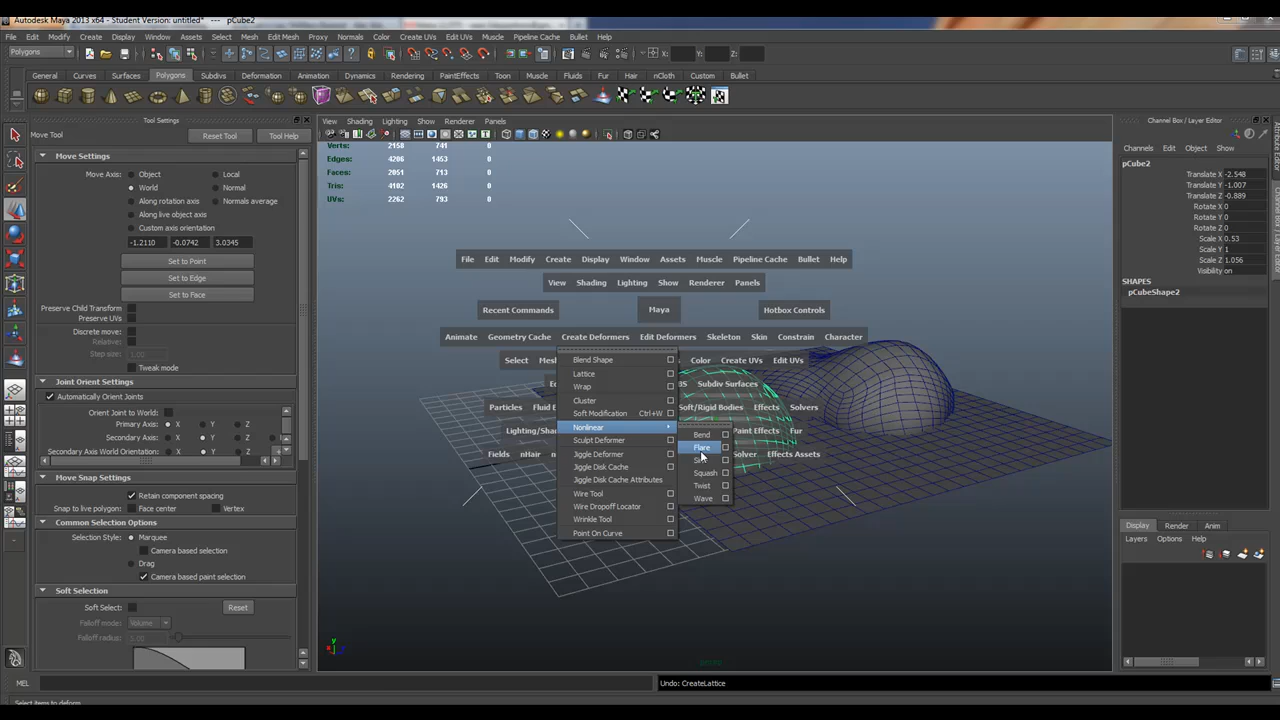 Autodesk Maya 2013 x64 - Student Version: untitled* --- pCube2
File Edit Modify Create Display Window Assets Select Mesh Edit Mesh Proxy Normals Color Create UVs Edit UVs Muscle Pipeline Cache Bullet Help
Polygons
X: Y: Z:
General Curves Surfaces Polygons Subdivs Deformation Animation Dynamics Rendering PaintEffects Toon Muscle Fluids Fur Hair nCloth Custom Bullet
Tool Settings
Move Tool
Reset Tool
Tool Help
Move Settings
Move Axis: Object Local
World Normal
Along rotation axis Normals average
Along live object axis
Custom axis orientation
-1.2110 -0.0742 3.0345
Set to Point
Set to Edge
Set to Face
Preserve Child Transform
Preserve UVs
Discrete move:
Relative:
Step size: 1.00
Tweak mode
Joint Orient Settings
Automatically Orient Joints
Orient Joint to World:
Primary Axis: X Y Z
Secondary Axis: X Y Z
Secondary Axis World Orientation: X Y Z
Move Snap Settings
Retain component spacing
Snap to live polygon: Face center Vertex
Common Selection Options
Selection Style: Marquee
Camera based selection
Drag
Camera based paint selection
Soft Selection
Soft Select:
Reset
Falloff mode: Volume
Falloff radius: 5.00
View Shading Lighting Show Renderer Panels
Verts: 2158 741 0
Edges: 4206 1453 0
Faces: 2051 713 0
Tris: 4102 1426 0
UVs: 2262 793 0
File Edit Modify Create Display Window Assets Muscle Pipeline Cache Bullet Help
View Shading Lighting Show Renderer Panels
Recent Commands Maya Hotbox Controls
Animate Geometry Cache Create Deformers Edit Deformers Skeleton Skin Constrain Character
Select Color Create UVs Edit UVs
Subdiv Surfaces
Particles Soft/Rigid Bodies Effects Solvers
Paint Effects Fur
Fields nHair Solver Effects Assets
Blend Shape
Lattice
Wrap
Cluster
Soft Modification Ctrl+W
Nonlinear
Sculpt Deformer
Jiggle Deformer
Jiggle Disk Cache
Jiggle Disk Cache Attributes
Wire Tool
Wire Dropoff Locator
Wrinkle Tool
Point On Curve
Bend
Flare
Squash
Twist
Wave
persp
Channel Box / Layer Editor
Channels Edit Object Show
pCube2
Translate X -2.548
Translate Y -1.007
Translate Z -0.889
Rotate X 0
Rotate Y 0
Rotate Z 0
Scale X 0.53
Scale Y 1
Scale Z 1.056
Visibility on
SHAPES
pCubeShape2
Attribute Editor
Channel Box / Layer Editor
Display Render Anim
Layers Options Help
MEL
Undo: CreateLattice
Select items to deform